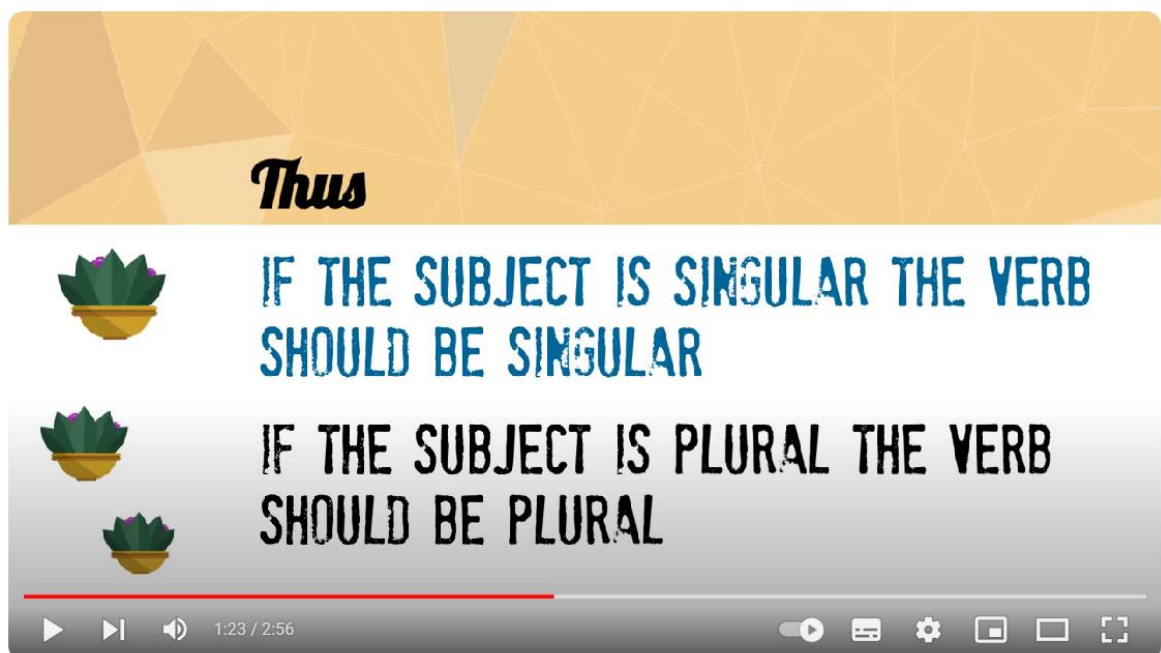 Thus
IF THE SUBJECT IS SINGULAR THE VERB
SHOULD BE SINGULAR
IF THE SUBJECT IS PLURAL THE VERB
SHOULD BE PLURAL
1:23 / 2:56